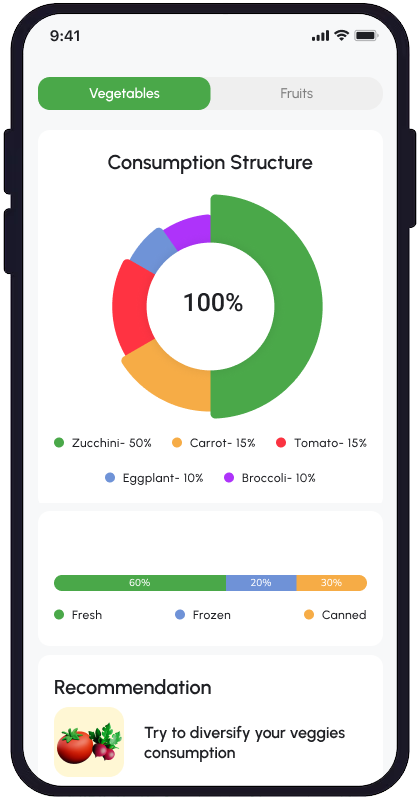 9:41
Vegetables Fruits
Consumption Structure
100%
Zucchini- 50% Carrot- 15% Tomato- 15%
Eggplant- 10% Broccoli- 10%
60% 20% 30%
Fresh Frozen Canned
Recommendation
Try to diversify your veggies
consumption